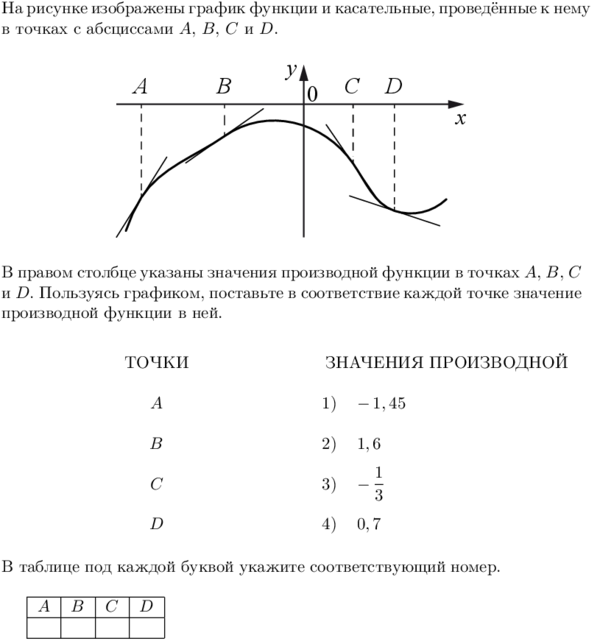 На рисунке изображены график функции и касательные, проведённые к нему
в точках с абсциссами A, B, C и D.
y
A B 0 C D
x
В правом столбце указаны значения производной функции в точках A, B, C
и D. Пользуясь графиком, поставьте в соответствие каждой точке значение
производной функции в ней.
ТОЧКИ ЗНАЧЕНИЯ ПРОИЗВОДНОЙ
A 1) −1,45
B 2) 1,6
C 3) −1/3
D 4) 0,7
В таблице под каждой буквой укажите соответствующий номер.
A B C D